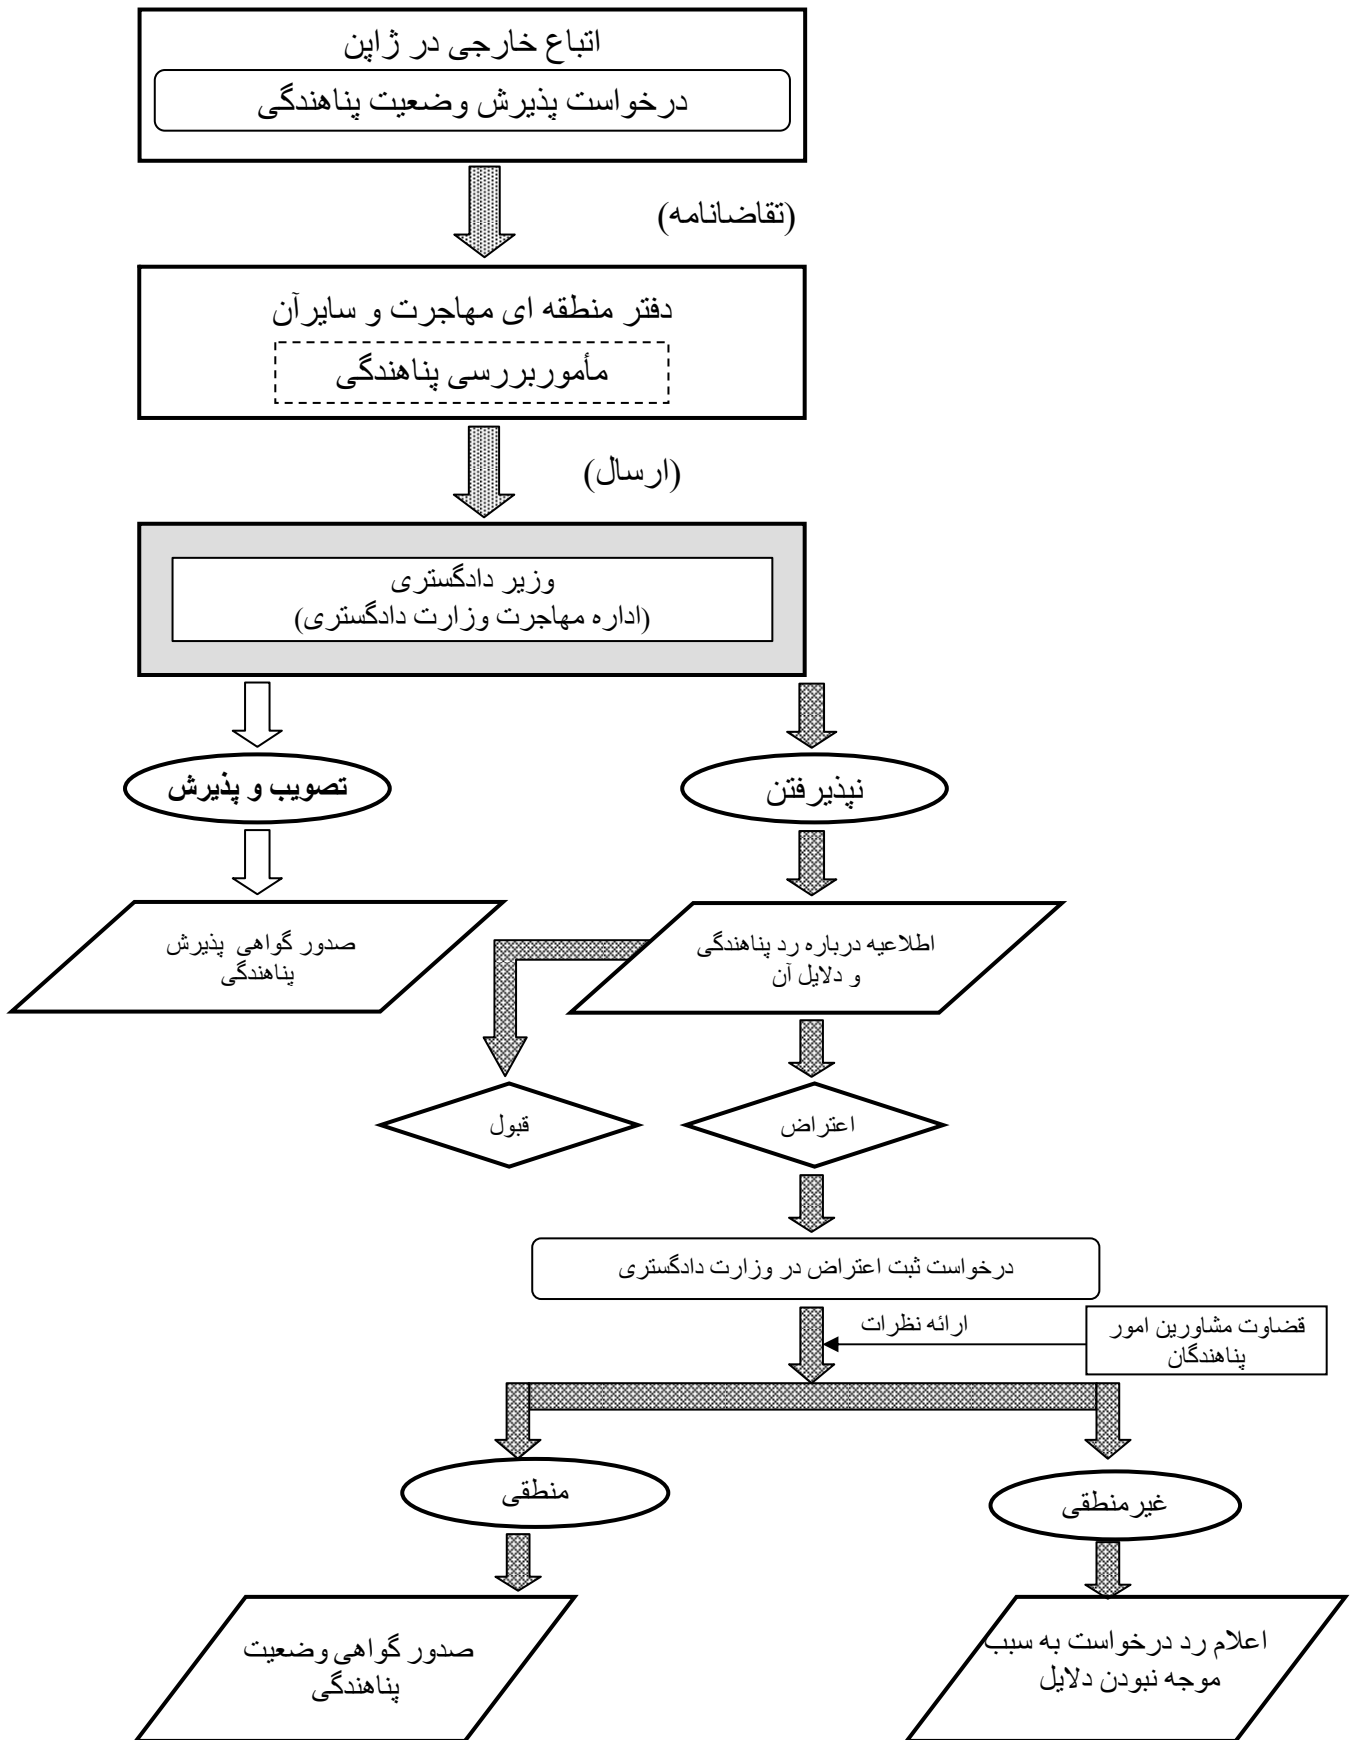 اتباع خارجی در ژاپن
درخواست پذیرش وضعیت پناهندگی
(تقاضانامه)
دفتر منطقه ای مهاجرت و سایرآن
مأموربررسی پناهندگی
(ارسال)
وزیر دادگستری
(اداره مهاجرت وزارت دادگستری)
نپذیرفتن
تصویب و پذیرش
اطلاعیه درباره رد پناهندگی
و دلایل آن
صدور گواهی پذیرش
پناهندگی
اعتراض
قبول
درخواست ثبت اعتراض در وزارت دادگستری
قضاوت مشاورین امور
پناهندگان
ارائه نظرات
غیرمنطقی
منطقی
اعلام رد درخواست به سبب
موجه نبودن دلایل
صدور گواهی وضعیت
پناهندگی